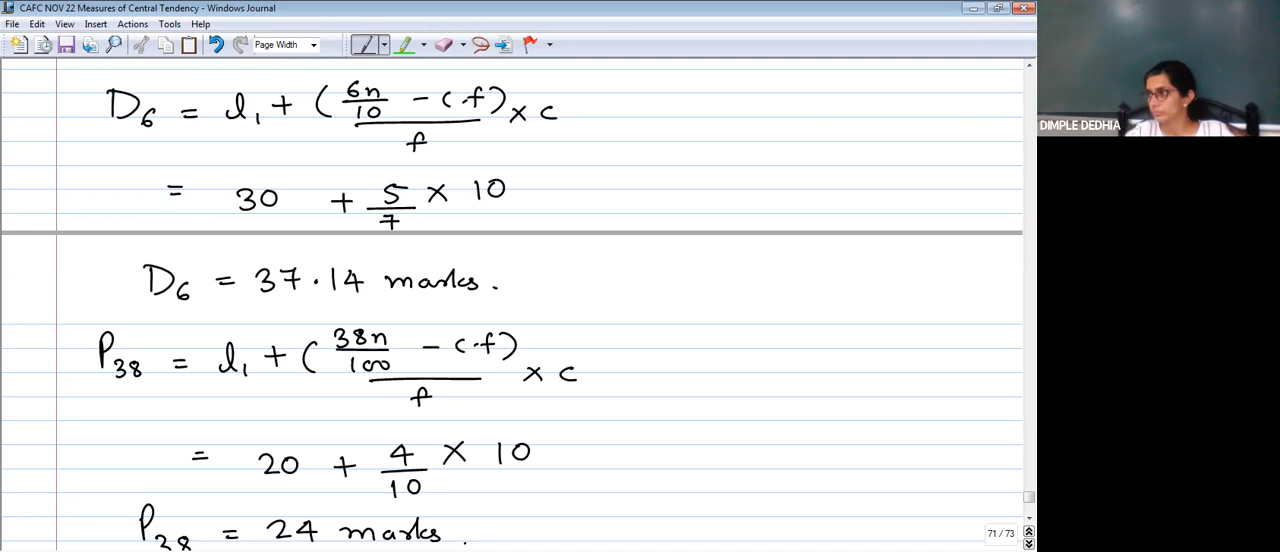 CAFC NOV 22 Measures of Central Tendency - Windows Journal
File Edit View Insert Actions Tools Help
Page Width
D₆ = l₁ + (6n/10 - c.f)/f × c
= 30 + 5/7 × 10
D₆ = 37.14 marks.
P₃₈ = l₁ + (38n/100 - c.f)/f × c
= 20 + 4/10 × 10
P₃₈ = 24 marks.
71 / 73
DIMPLE DEDHIA